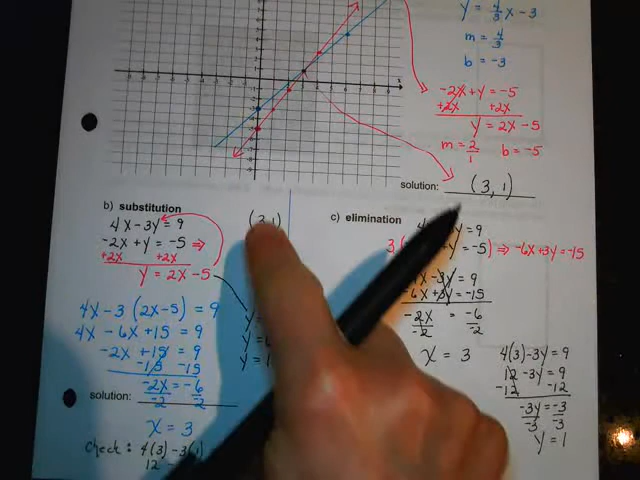 y = 4/3 x - 3
m = 4/3
b = -3
-2x + y = -5
+2x +2x
y = 2x - 5
m = 2/1 b = -5
solution: (3, 1)
b) substitution
4x - 3y = 9
-2x + y = -5 ⇒
+2x +2x
y = 2x - 5
4x - 3(2x - 5) = 9
4x - 6x + 15 = 9
-2x + 15 = 9
-15 -15
solution:
-2x = -6
-2 2
x = 3
Check: 4(3) - 3(1)
12
c) elimination
y = 9
3 y = -5) ⇒ -6x + 3y = -15
4x - 3y = 9
-6x + 3y = -15
-2x = -6
-2 -2
x = 3
4(3) - 3y = 9
12 - 3y = 9
-12 -12
-3y = -3
-3 -3
y = 1